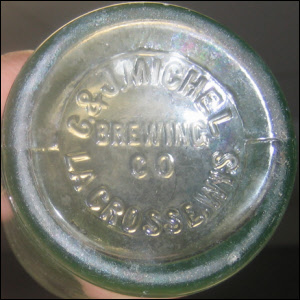 C & J. MICHEL
BREWING
CO
LA CROSSE, WIS.